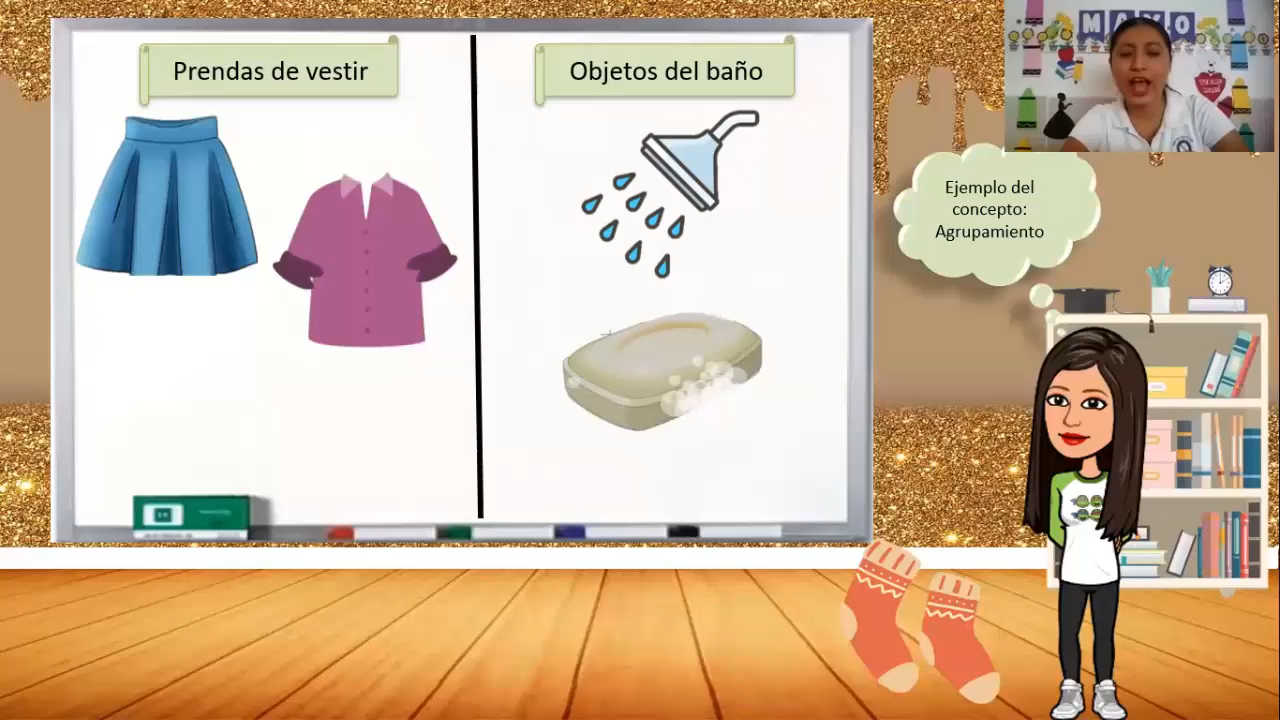 Prendas de vestir
Objetos del baño
MAYO
Ejemplo del
concepto:
Agrupamiento